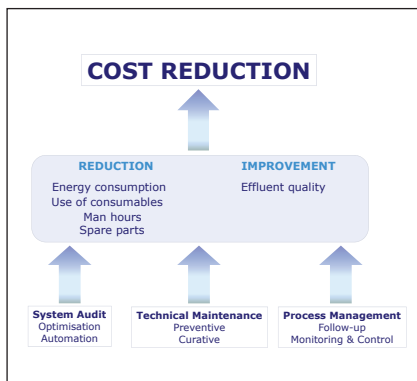 COST REDUCTION
REDUCTION
Energy consumption
Use of consumables
Man hours
Spare parts
IMPROVEMENT
Effluent quality
System Audit
Optimisation
Automation
Technical Maintenance
Preventive
Curative
Process Management
Follow-up
Monitoring & Control